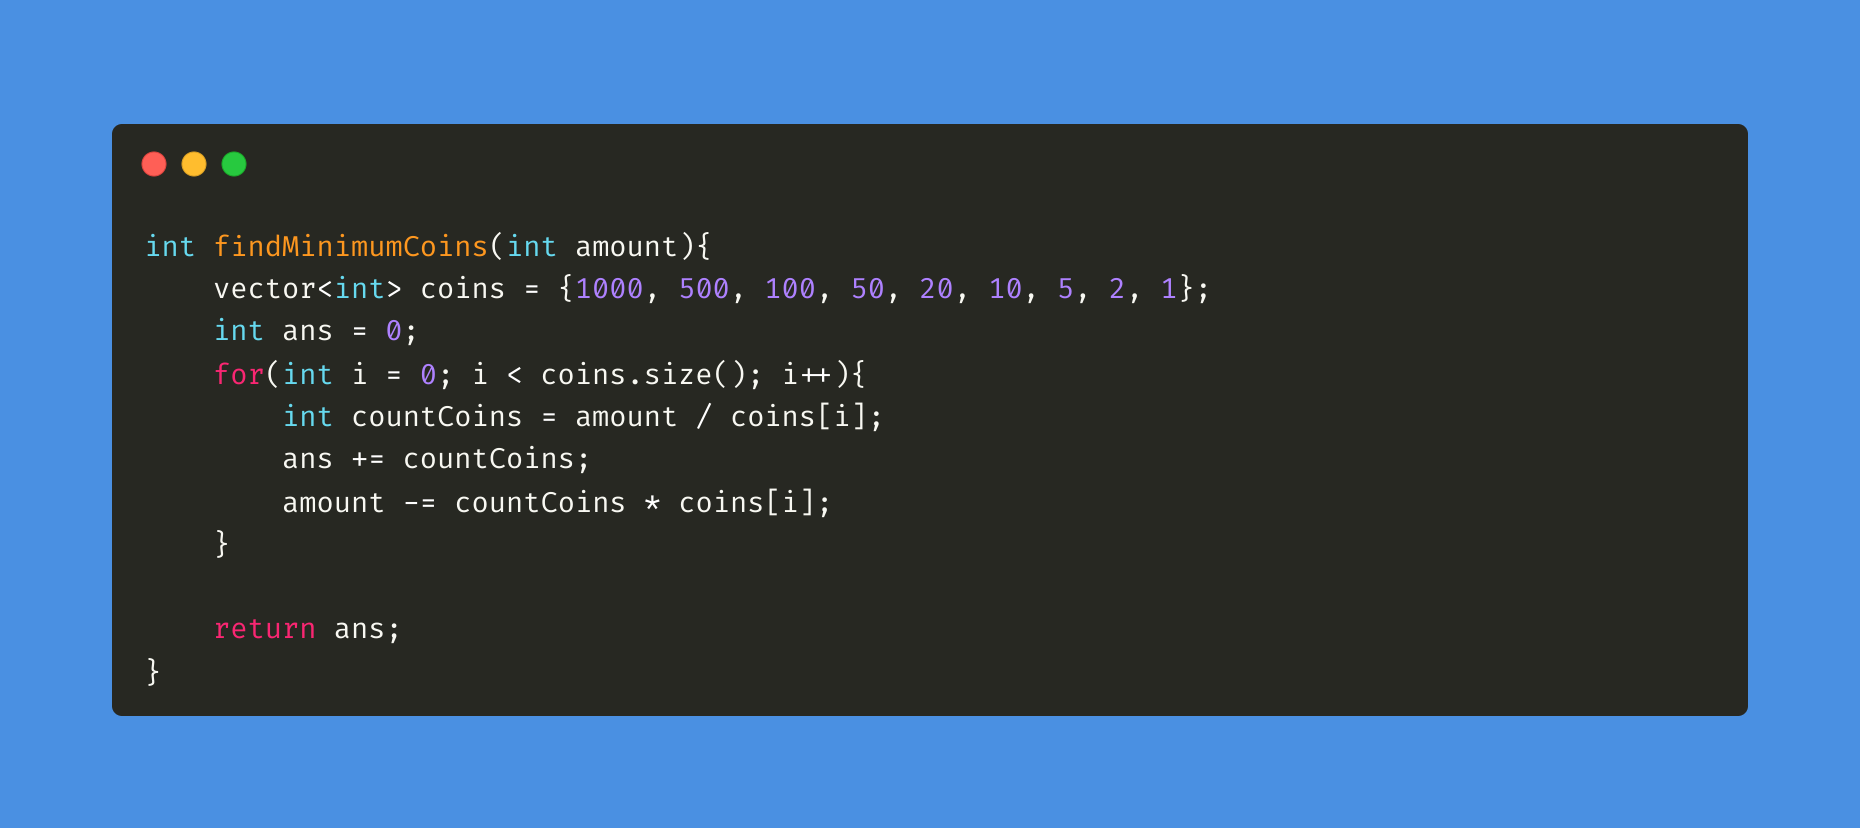 int findMinimumCoins(int amount){
    vector<int> coins = {1000, 500, 100, 50, 20, 10, 5, 2, 1};
    int ans = 0;
    for(int i = 0; i < coins.size(); i++){
        int countCoins = amount / coins[i];
        ans += countCoins;
        amount -= countCoins * coins[i];
    }

    return ans;
}